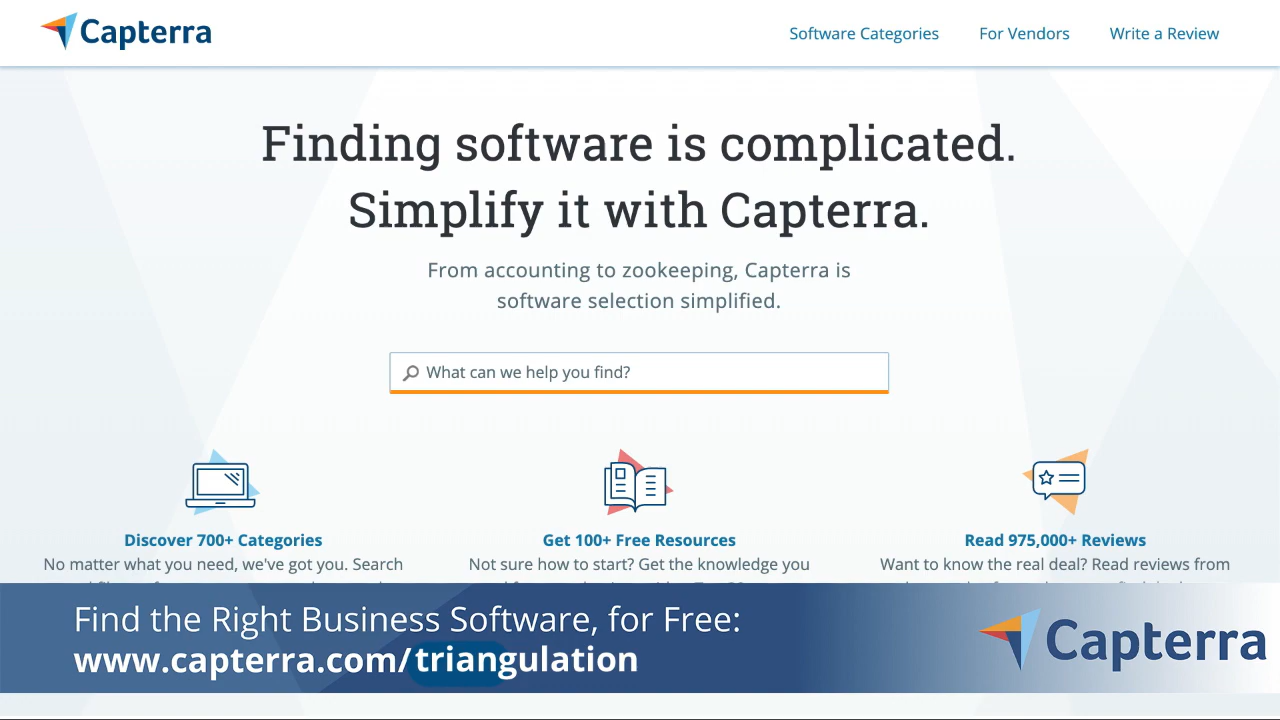 Capterra
Software Categories
For Vendors
Write a Review
Finding software is complicated.
Simplify it with Capterra.
From accounting to zookeeping, Capterra is
software selection simplified.
What can we help you find?
Discover 700+ Categories
No matter what you need, we've got you. Search
Get 100+ Free Resources
Not sure how to start? Get the knowledge you
Read 975,000+ Reviews
Want to know the real deal? Read reviews from
Find the Right Business Software, for Free:
www.capterra.com/triangulation
Capterra